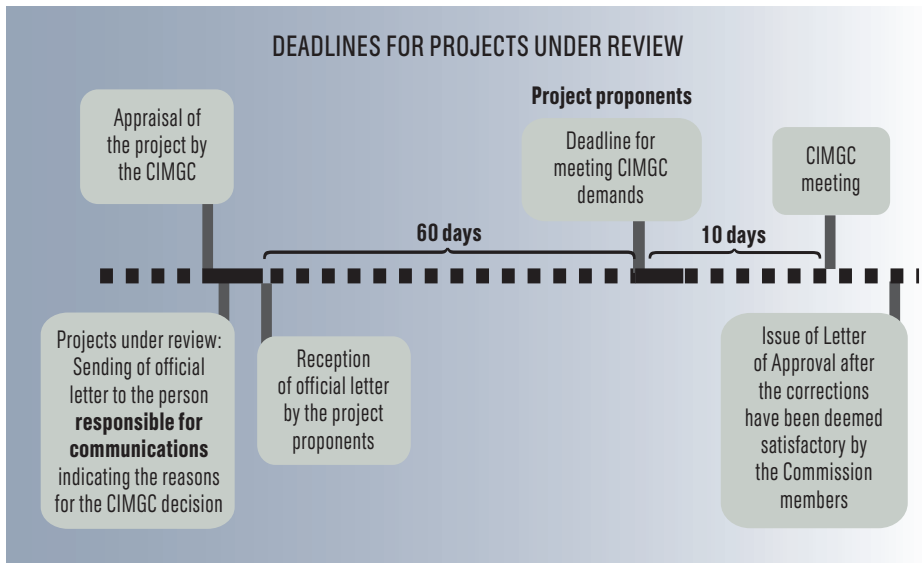 DEADLINES FOR PROJECTS UNDER REVIEW
Appraisal of
the project by
the CIMGC
Project proponents
Deadline for
meeting CIMGC
demands
CIMGC
meeting
60 days
10 days
Projects under review:
Sending of official
letter to the person
responsible for
communications
indicating the reasons
for the CIMGC decision
Reception
of official letter
by the project
proponents
Issue of Letter
of Approval after
the corrections
have been deemed
satisfactory by
the Commission
members